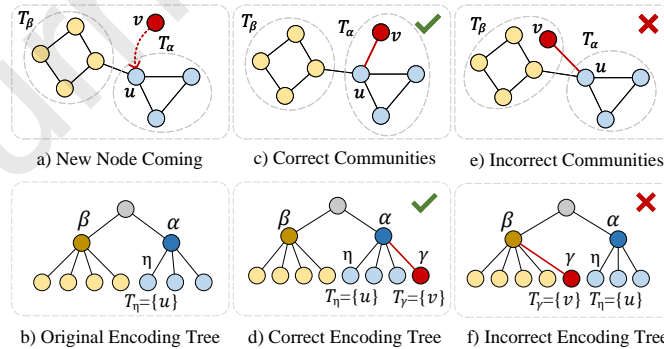 T_β v T_α u
a) New Node Coming
T_α v u
c) Correct Communities
v T_α u
e) Incorrect Communities
β α η
T_η={u}
b) Original Encoding Tree
β α η γ
T_η={u} T_γ={v}
d) Correct Encoding Tree
β γ η α
T_γ={v} T_η={u}
f) Incorrect Encoding Tree
T_β
T_β